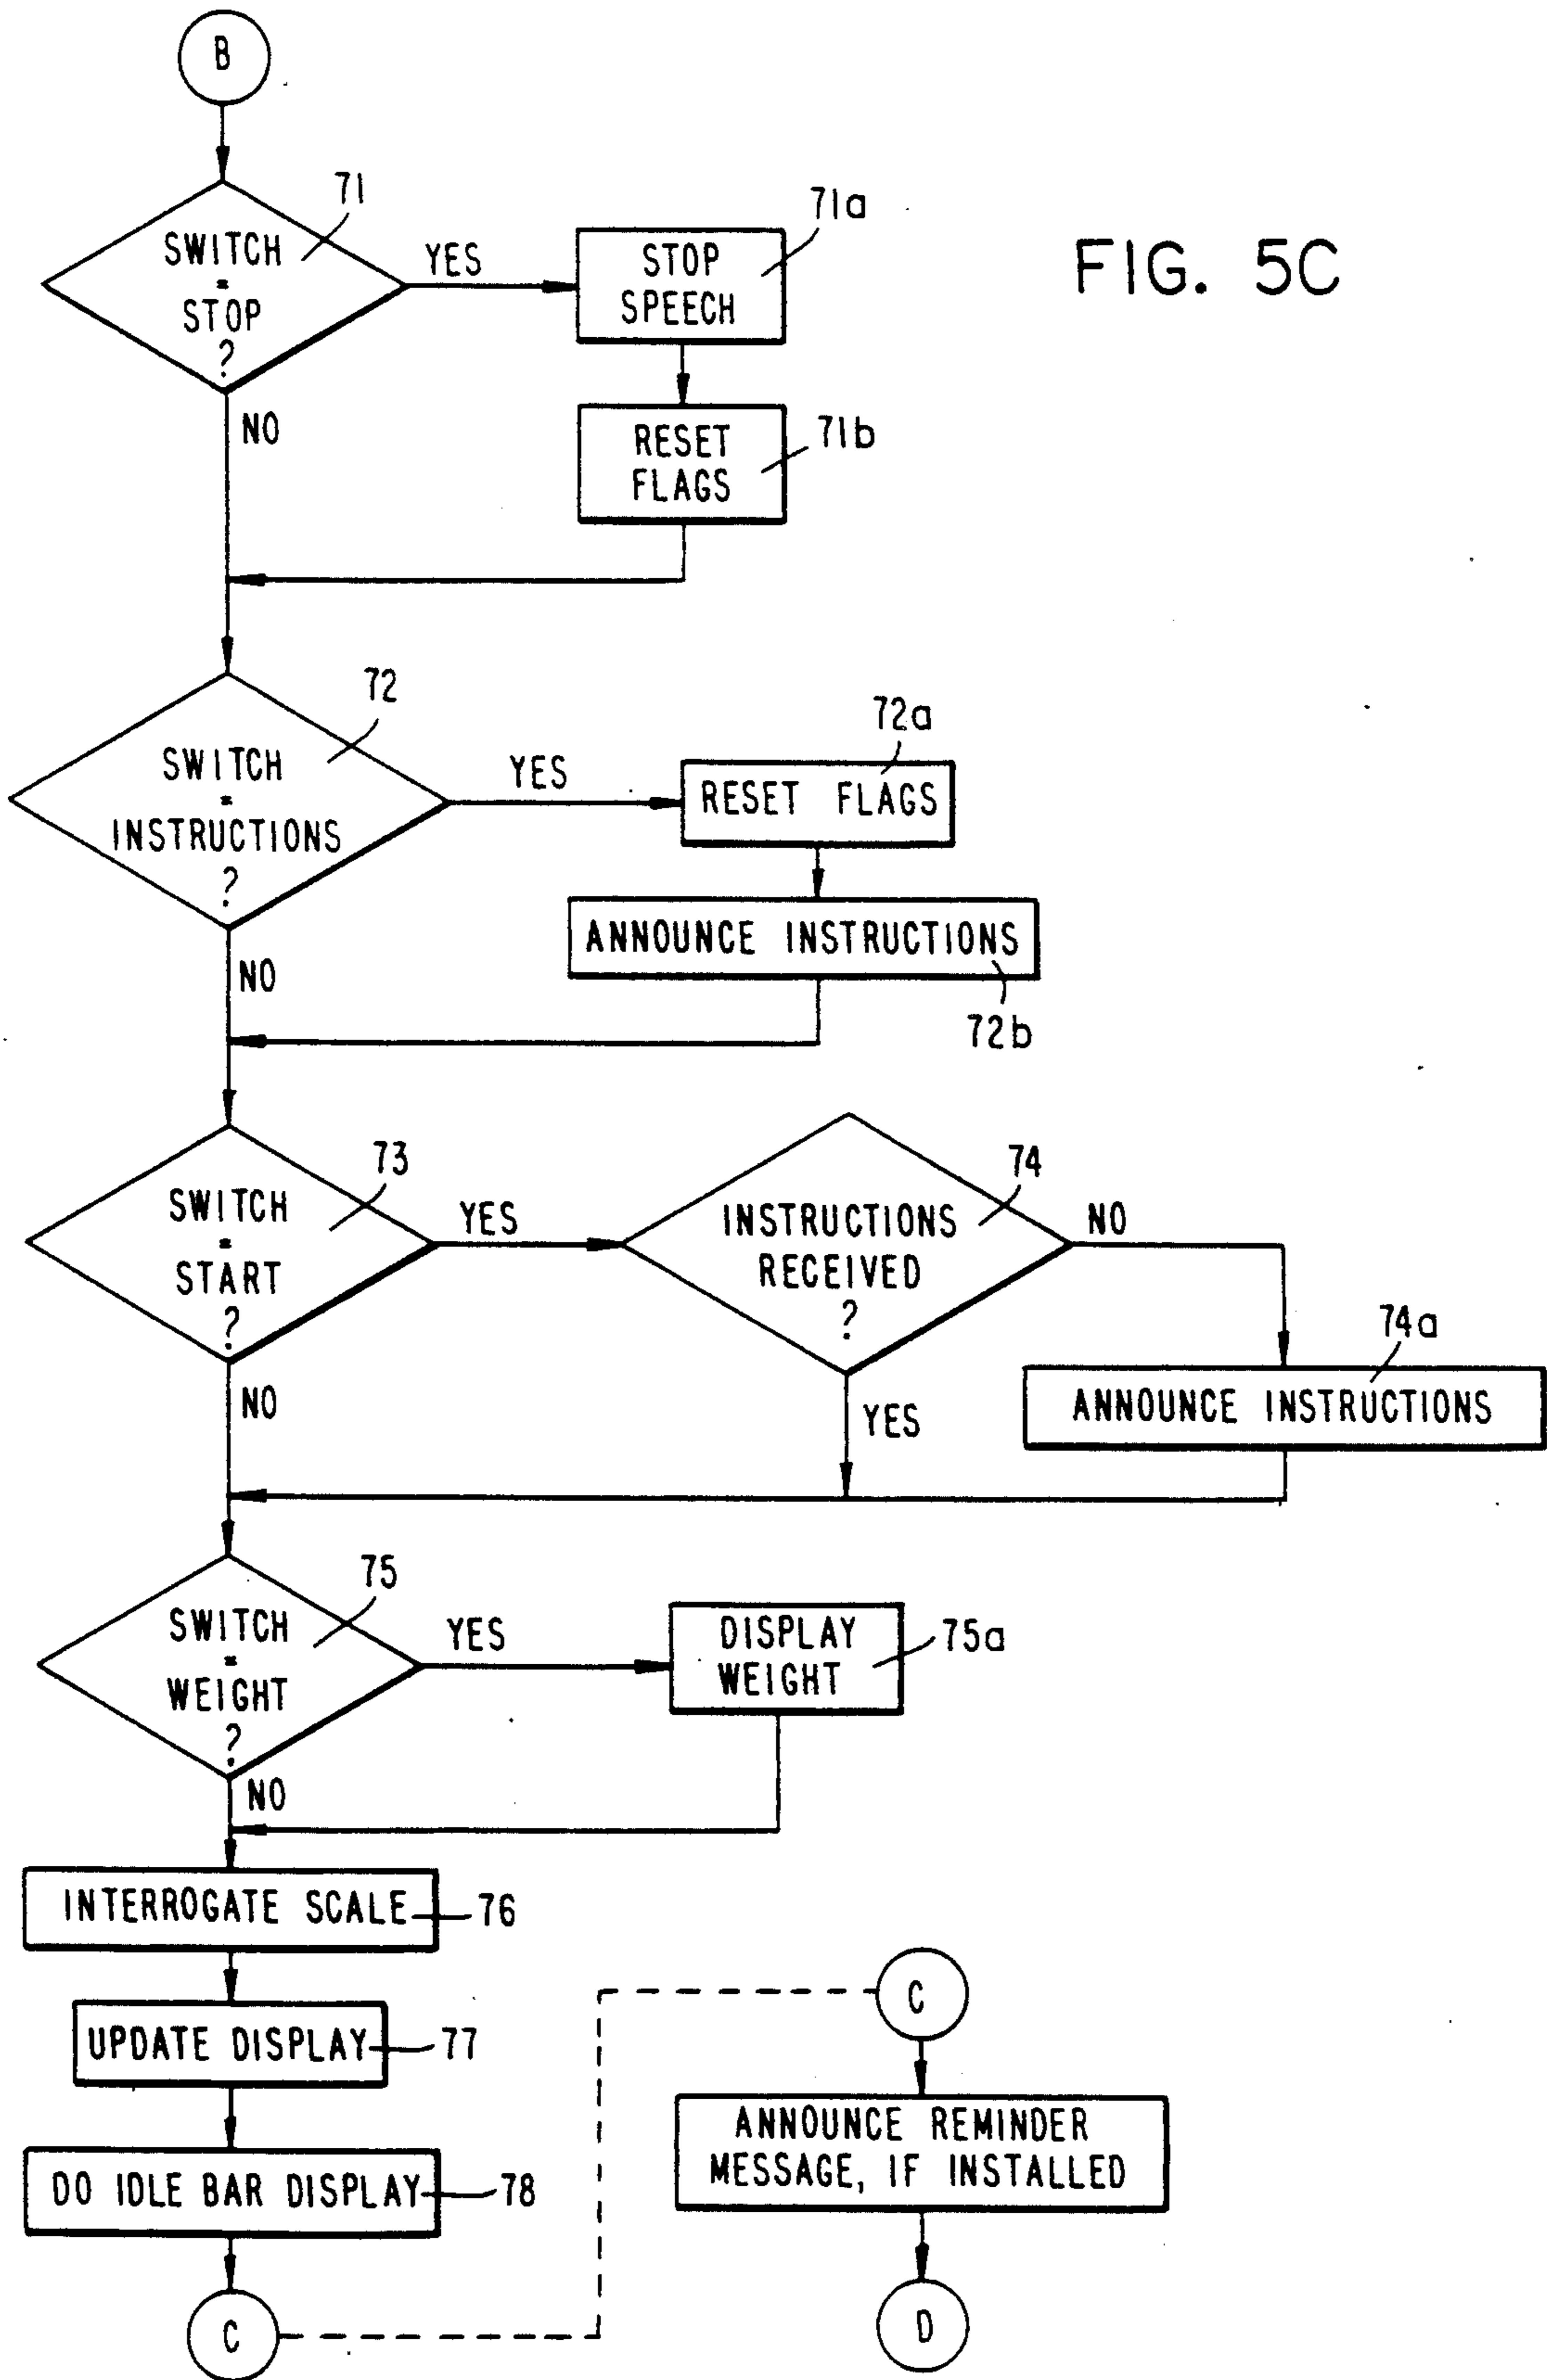 B
71
SWITCH
=
STOP
?
YES
71a
STOP
SPEECH
FIG. 5C
NO
71b
RESET
FLAGS
72
SWITCH
=
INSTRUCTIONS
?
YES
72a
RESET FLAGS
ANNOUNCE INSTRUCTIONS
72b
NO
73
SWITCH
=
START
?
YES
74
INSTRUCTIONS
RECEIVED
?
NO
74a
ANNOUNCE INSTRUCTIONS
YES
NO
75
SWITCH
=
WEIGHT
?
YES
DISPLAY
WEIGHT
75a
NO
INTERROGATE SCALE
76
UPDATE DISPLAY
77
DO IDLE BAR DISPLAY
78
C
C
ANNOUNCE REMINDER
MESSAGE, IF INSTALLED
D